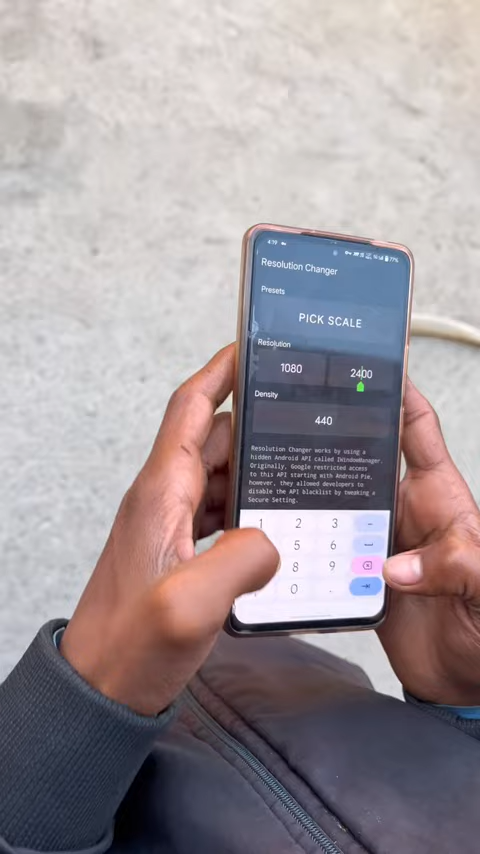 4:19
77%
Resolution Changer
Presets
PICK SCALE
Resolution
1080 2400
Density
440
Resolution Changer works by using a
hidden Android API called IWindowManager.
Originally, Google restricted access
to this API starting with Android Pie,
however, they allowed developers to
disable the API blacklist by tweaking a
Secure Setting.
1 2 3 -
5 6
8 9
0 .